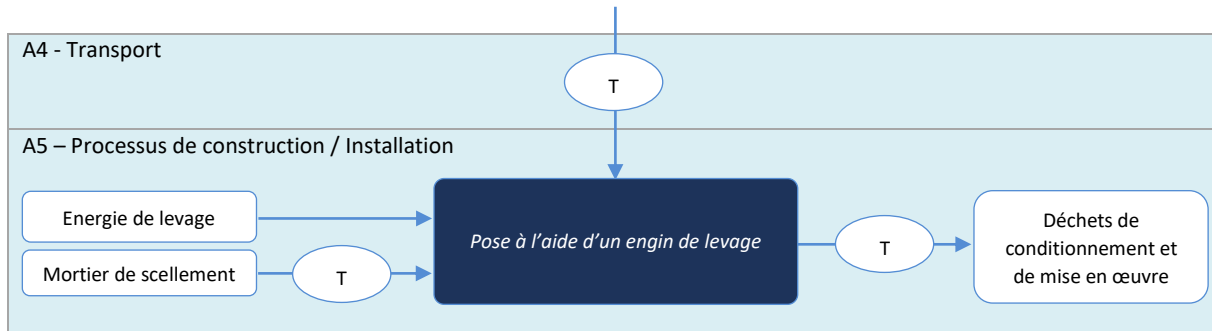 A4 - Transport
T
A5 – Processus de construction / Installation
Energie de levage
Mortier de scellement
T
Pose à l’aide d’un engin de levage
T
Déchets de
conditionnement et
de mise en œuvre